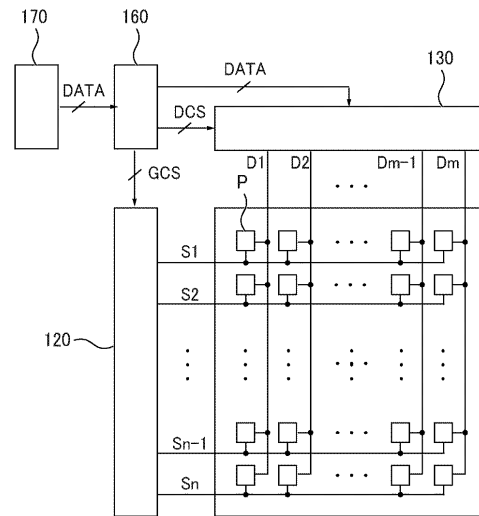 170
160
130
DATA
DATA
DCS
GCS
D1
D2
Dm-1
Dm
P
S1
S2
120
Sn-1
Sn